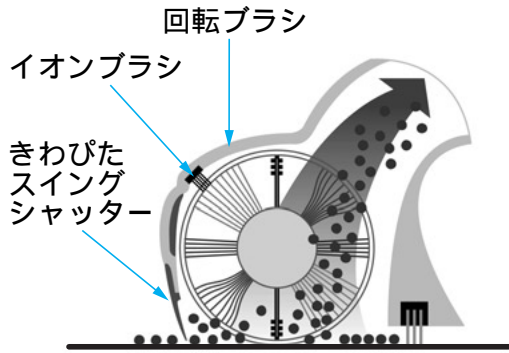 回転ブラシ
イオンブラシ
きわぴた
スイング
シャッター